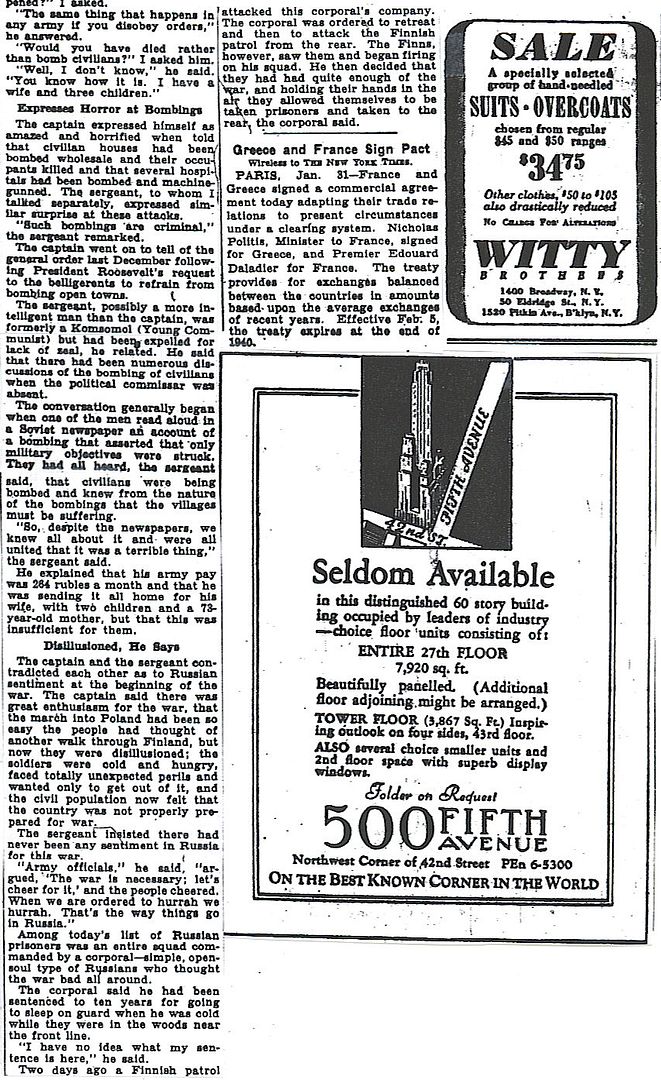 pened?" I asked.
"The same thing that happens in
any army if you disobey orders,"
he answered.
"Would you have died rather
than bomb civilians?" I asked him.
"Well, I don't know," he said.
"You know how it is. I have a
wife and three children."
Expresses Horror at Bombings
The captain expressed himself as
amazed and horrified when told
that civilian houses had been
bombed wholesale and their occu-
pants killed and that several hospi-
tals had been bombed and machine-
gunned. The sergeant, to whom I
talked separately, expressed sim-
ilar surprise at these attacks.
"Such bombings are criminal,"
the sergeant remarked.
The captain went on to tell of the
general order last December follow-
ing President Roosevelt's request
to the belligerents to refrain from
bombing open towns.
The sergeant, possibly a more in-
telligent man than the captain, was
formerly a Komsomol (Young Com-
munist) but had been expelled for
lack of zeal, he related. He said
that there had been numerous dis-
cussions of the bombing of civilians
when the political commissar was
absent.
The conversation generally began
when one of the men read aloud in
a Soviet newspaper an account of
a bombing that asserted that only
military objectives were struck.
They had all heard, the sergeant
said, that civilians were being
bombed and knew from the nature
of the bombings that the villages
must be suffering.
"So, despite the newspapers, we
knew all about it and were all
united that it was a terrible thing,"
the sergeant said.
He explained that his army pay
was 264 rubles a month and that he
was sending it all home for his
wife, with two children and a 73-
year-old mother, but that this was
insufficient for them.
Disillusioned, He Says
The captain and the sergeant con-
tradicted each other as to Russian
sentiment at the beginning of the
war. The captain said there was
great enthusiasm for the war, that
the march into Poland had been so
easy the people had thought of
another walk through Finland, but
now they were disillusioned; the
soldiers were cold and hungry,
faced totally unexpected perils and
wanted only to get out of it, and
the civil population now felt that
the country was not properly pre-
pared for war.
The sergeant insisted there had
never been any sentiment in Russia
for this war.
"Army officials," he said, "ar-
gued, 'The war is necessary; let's
cheer for it,' and the people cheered.
When we are ordered to hurrah we
hurrah. That's the way things go
in Russia."
Among today's list of Russian
prisoners was an entire squad com-
manded by a corporal—simple, open-
soul type of Russians who thought
the war bad all around.
The corporal said he had been
sentenced to ten years for going
to sleep on guard when he was cold
while they were in the woods near
the front line.
"I have no idea what my sen-
tence is here," he said.
Two days ago a Finnish patrol
attacked this corporal's company.
The corporal was ordered to retreat
and then to attack the Finnish
patrol from the rear. The Finns,
however, saw them and began firing
on his squad. He then decided that
they had had quite enough of the
war, and holding their hands in the
air they allowed themselves to be
taken prisoners and taken to the
rear, the corporal said.
Greece and France Sign Pact
Wireless to THE NEW YORK TIMES.
PARIS, Jan. 31—France and
Greece signed a commercial agree-
ment today adapting their trade re-
lations to present circumstances
under a clearing system. Nicholas
Politis, Minister to France, signed
for Greece, and Premier Edouard
Daladier for France. The treaty
provides for exchanges balanced
between the countries in amounts
based upon the average exchanges
of recent years. Effective Feb. 5,
the treaty expires at the end of
1940.
SALE
A specially selected
group of hand-needled
SUITS · OVERCOATS
chosen from regular
$45 and $50 ranges
$34.75
Other clothes, $50 to $105
also drastically reduced
NO CHARGE FOR ALTERATIONS
WITTY
BROTHERS
1400 Broadway, N. Y.
50 Eldridge St., N. Y.
1520 Pitkin Ave., B'klyn, N.Y.
FIFTH AVENUE
42nd ST.
Seldom Available
in this distinguished 60 story build-
ing occupied by leaders of industry
—choice floor units consisting of:
ENTIRE 27th FLOOR
7,920 sq. ft.
Beautifully panelled. (Additional
floor adjoining might be arranged.)
TOWER FLOOR (3,867 Sq. Ft.) Inspir-
ing outlook on four sides, 43rd floor.
ALSO several choice smaller units and
2nd floor space with superb display
windows.
Folder on Request
500 FIFTH
AVENUE
Northwest Corner of 42nd Street PEn 6-5300
ON THE BEST KNOWN CORNER IN THE WORLD